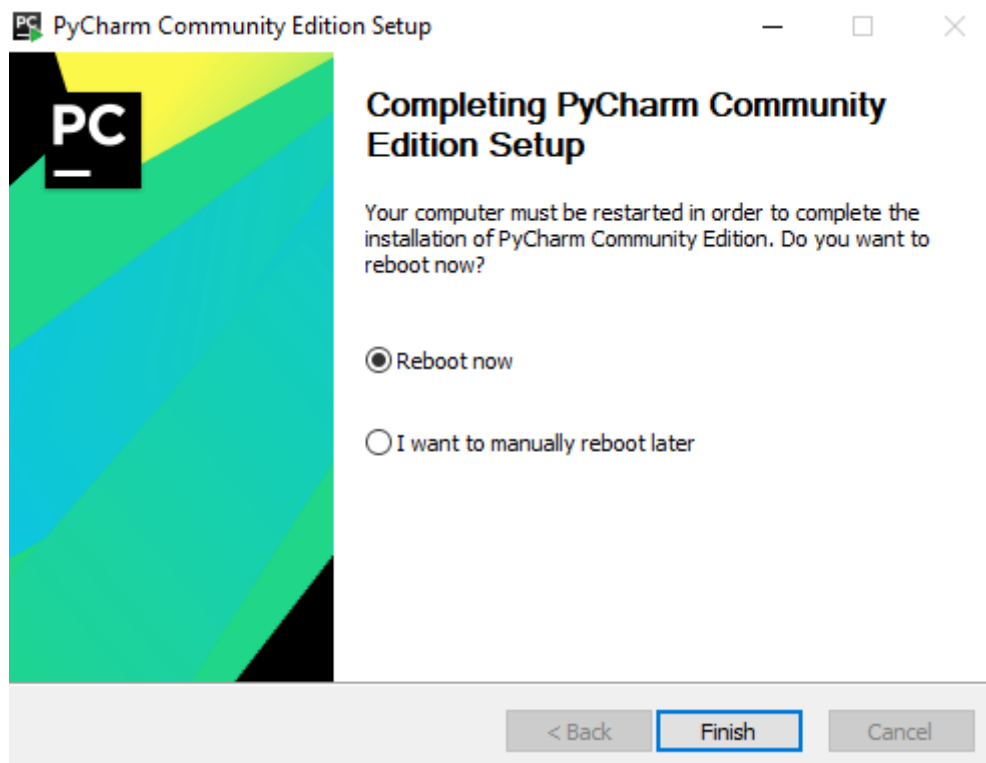 PyCharm Community Edition Setup
PC
Completing PyCharm Community
Edition Setup
Your computer must be restarted in order to complete the
installation of PyCharm Community Edition. Do you want to
reboot now?
Reboot now
I want to manually reboot later
< Back
Finish
Cancel